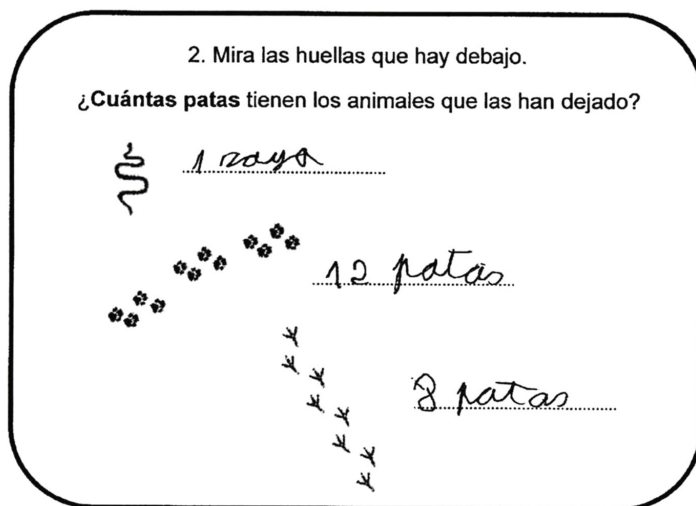 2. Mira las huellas que hay debajo.
¿Cuántas patas tienen los animales que las han dejado?
1 raya
12 patas
8 patas